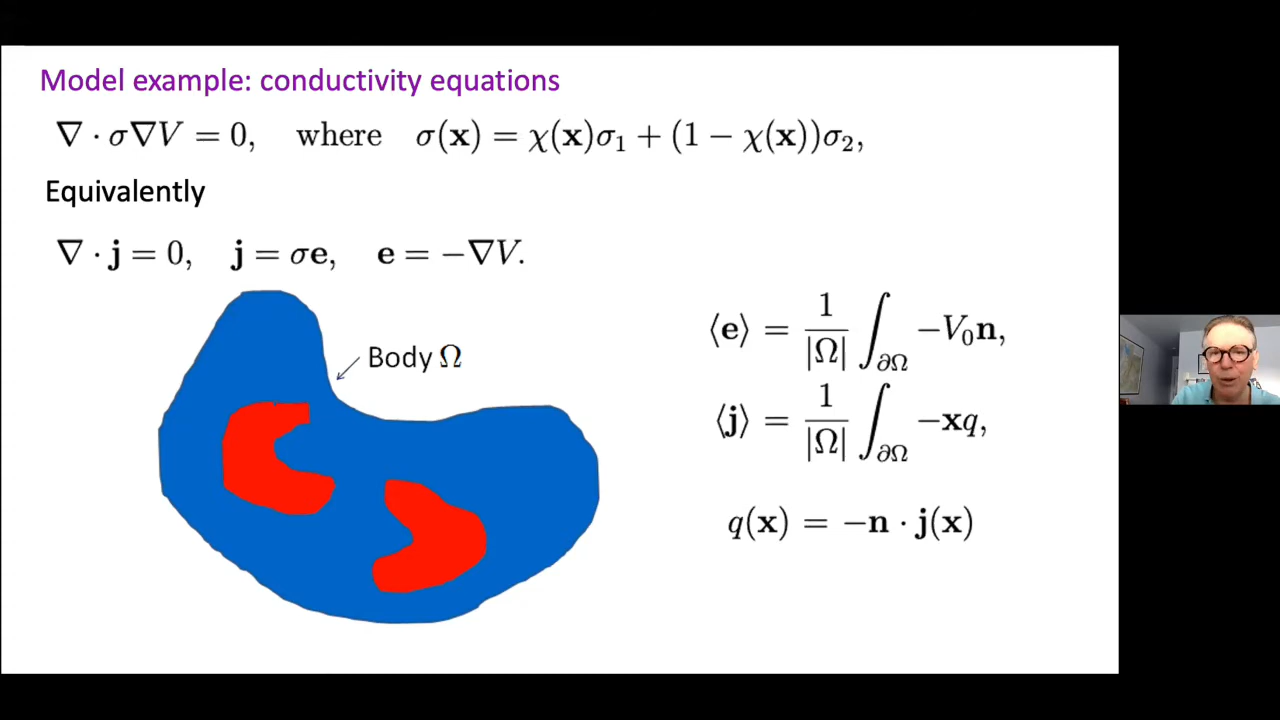 Model example: conductivity equations
∇ · σ∇V = 0, where σ(𝐱) = χ(𝐱)σ₁ + (1 − χ(𝐱))σ₂,
Equivalently
∇ · 𝐣 = 0, 𝐣 = σ𝐞, 𝐞 = −∇V.
Body Ω
⟨𝐞⟩ = 1/|Ω| ∫_∂Ω −V₀𝐧,
⟨𝐣⟩ = 1/|Ω| ∫_∂Ω −𝐱q,
q(𝐱) = −𝐧 · 𝐣(𝐱)